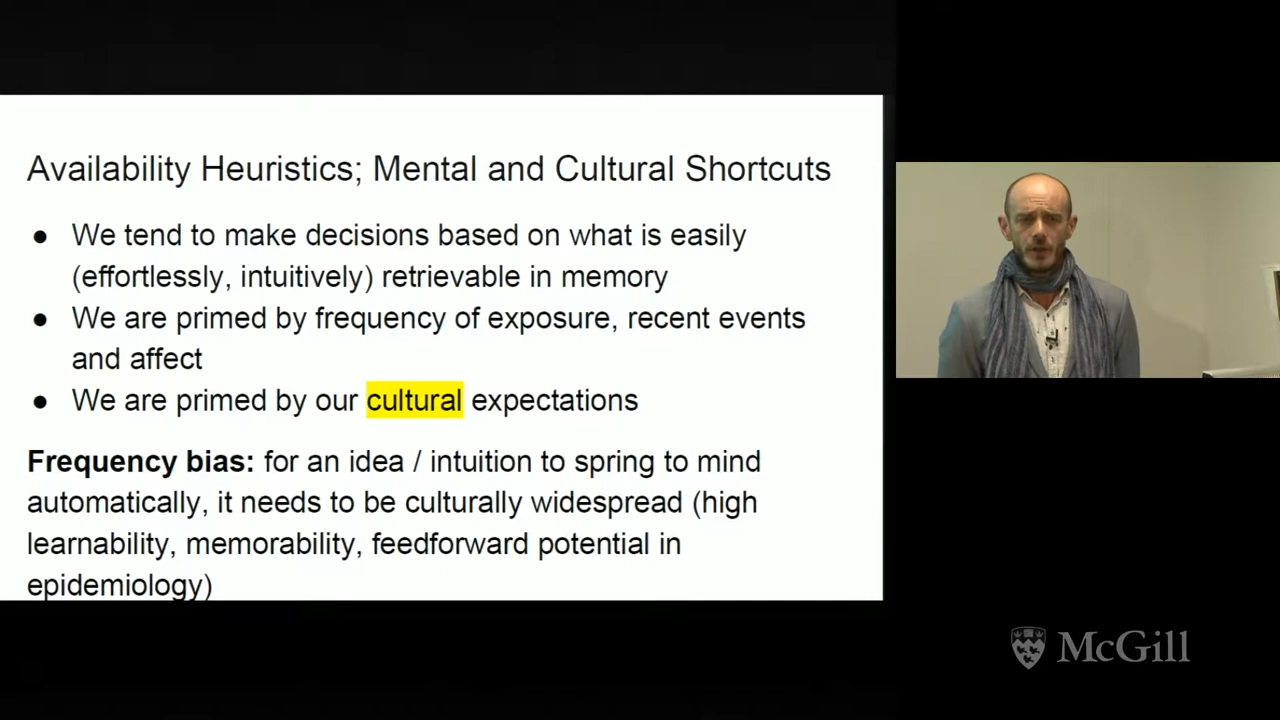 Availability Heuristics; Mental and Cultural Shortcuts
● We tend to make decisions based on what is easily
(effortlessly, intuitively) retrievable in memory
● We are primed by frequency of exposure, recent events
and affect
● We are primed by our cultural expectations
Frequency bias: for an idea / intuition to spring to mind
automatically, it needs to be culturally widespread (high
learnability, memorability, feedforward potential in
epidemiology)
McGill